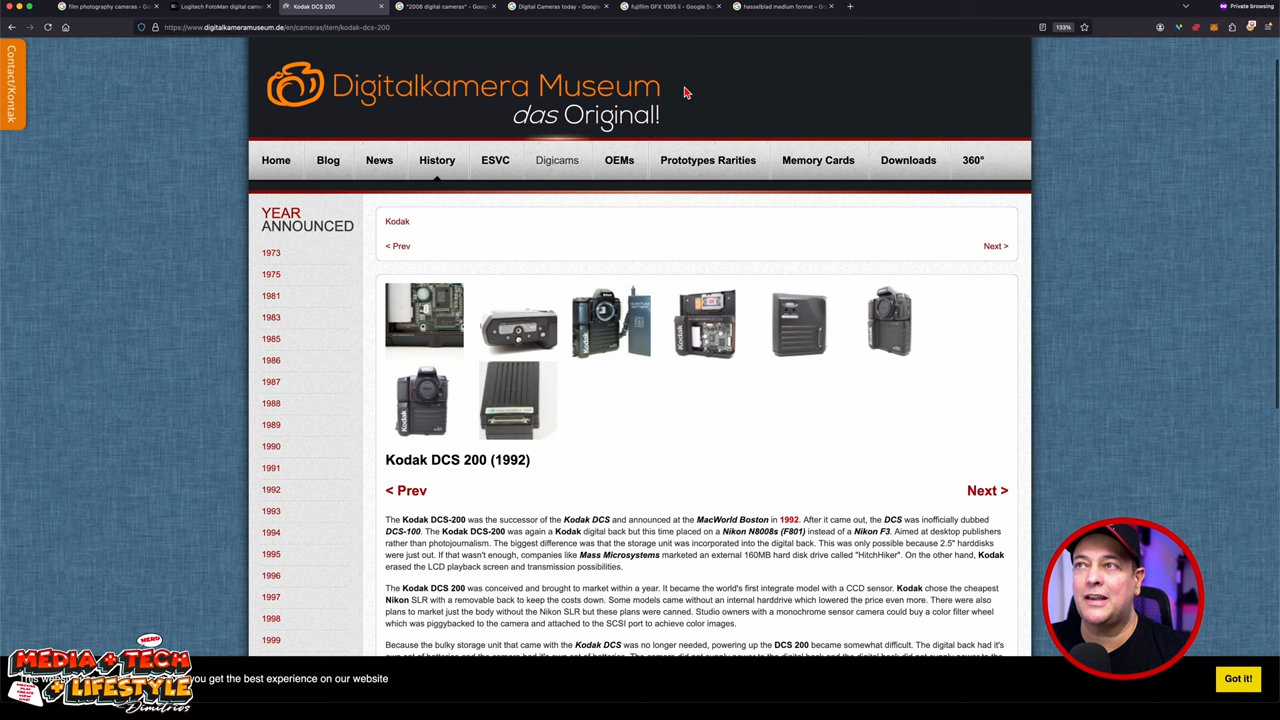 film photography cameras - Go
Logitech FotoMan digital came
Kodak DCS 200
"2006 digital cameras" - Goog
Digital Cameras today - Google
fujifilm GFX 100S ii - Google Se
hasselblad medium format - Go
Private browsing
https://www.digitalkameramuseum.de/en/cameras/item/kodak-dcs-200
133%
Contact/Kontak
Digitalkamera Museum
das Original!
Home Blog News History ESVC Digicams OEMs Prototypes Rarities Memory Cards Downloads 360°
YEAR
ANNOUNCED
1973
1975
1981
1983
1985
1986
1987
1988
1989
1990
1991
1992
1993
1994
1995
1996
1997
1998
1999
Kodak
< Prev Next >
Kodak
Kodak
Kodak DCS 200 (1992)
< Prev Next >
The Kodak DCS-200 was the successor of the Kodak DCS and announced at the MacWorld Boston in 1992. After it came out, the DCS was inofficially dubbed
DCS-100. The Kodak DCS-200 was again a Kodak digital back but this time placed on a Nikon N8008s (F801) instead of a Nikon F3. Aimed at desktop publishers
rather than photojournalism. The biggest difference was that the storage unit was incorporated into the digital back. This was only possible because 2.5" harddisks
were just out. If that wasn't enough, companies like Mass Microsystems marketed an external 160MB hard disk drive called "HitchHiker". On the other hand, Kodak
erased the LCD playback screen and transmission possibilities.
The Kodak DCS 200 was conceived and brought to market within a year. It became the world's first integrate model with a CCD sensor. Kodak chose the cheapest
Nikon SLR with a removable back to keep the costs down. Some models came without an internal harddrive which lowered the price even more. There were also
plans to market just the body without the Nikon SLR but these plans were canned. Studio owners with a monochrome sensor camera could buy a color filter wheel
which was piggybacked to the camera and attached to the SCSI port to achieve color images.
Because the bulky storage unit that came with the Kodak DCS was no longer needed, powering up the DCS 200 became somewhat difficult. The digital back had it's
you get the best experience on our website
Got it!
NERD
MEDIA + TECH
+ LIFESTYLE
Dimitrios